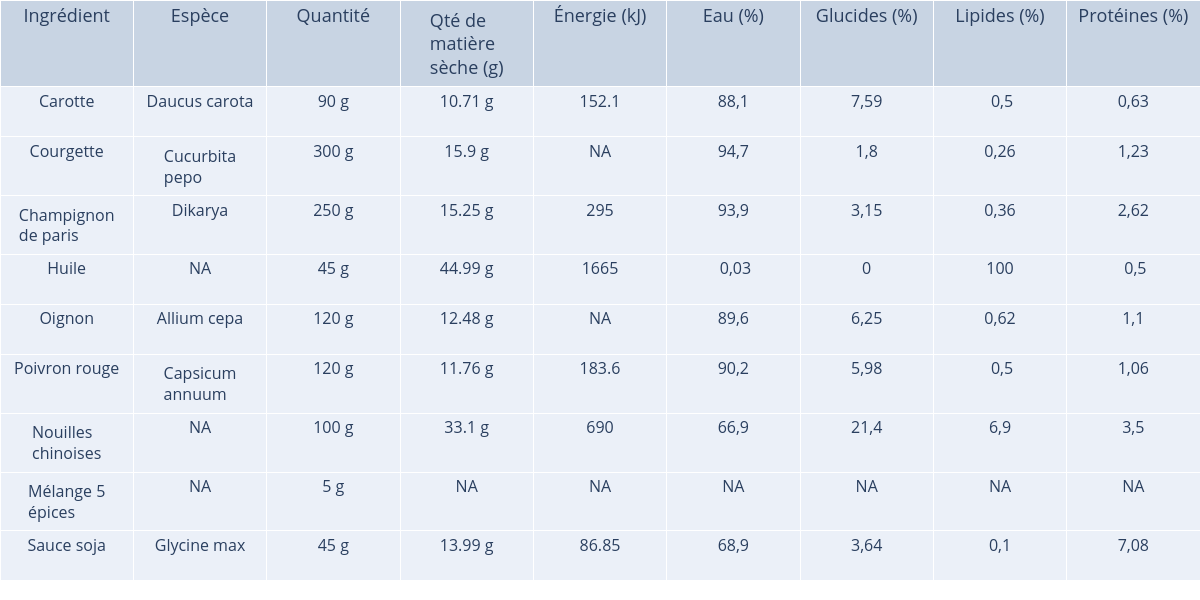 Ingrédient Espèce Quantité Qté de matière sèche (g) Énergie (kJ) Eau (%) Glucides (%) Lipides (%) Protéines (%)
Carotte Daucus carota 90 g 10.71 g 152.1 88,1 7,59 0,5 0,63
Courgette Cucurbita pepo 300 g 15.9 g NA 94,7 1,8 0,26 1,23
Champignon de paris Dikarya 250 g 15.25 g 295 93,9 3,15 0,36 2,62
Huile NA 45 g 44.99 g 1665 0,03 0 100 0,5
Oignon Allium cepa 120 g 12.48 g NA 89,6 6,25 0,62 1,1
Poivron rouge Capsicum annuum 120 g 11.76 g 183.6 90,2 5,98 0,5 1,06
Nouilles chinoises NA 100 g 33.1 g 690 66,9 21,4 6,9 3,5
Mélange 5 épices NA 5 g NA NA NA NA NA NA
Sauce soja Glycine max 45 g 13.99 g 86.85 68,9 3,64 0,1 7,08